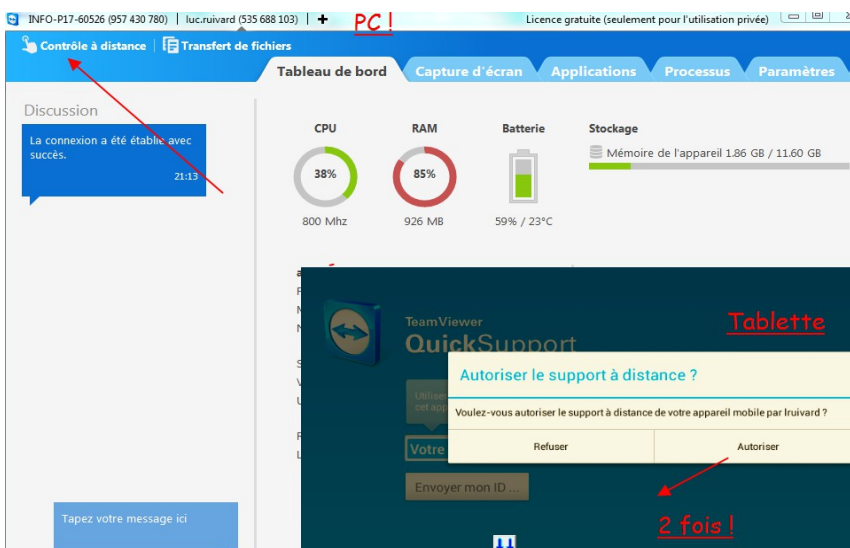 INFO-P17-60526 (957 430 780) | luc.ruivard (535 688 103) | +
PC !
Licence gratuite (seulement pour l'utilisation privée)
Contrôle à distance | Transfert de fichiers
Tableau de bord Capture d'écran Applications Processus Paramètres
Discussion
La connexion a été établie avec
succès.
21:13
CPU RAM Batterie Stockage
Mémoire de l'appareil 1.86 GB / 11.60 GB
38% 85%
800 Mhz 926 MB 59% / 23°C
Tablette
TeamViewer
QuickSupport
Autoriser le support à distance ?
Utilise
cet app
Voulez-vous autoriser le support à distance de votre appareil mobile par lruivard ?
Votre
Refuser Autoriser
Envoyer mon ID ...
2 fois !
Tapez votre message ici